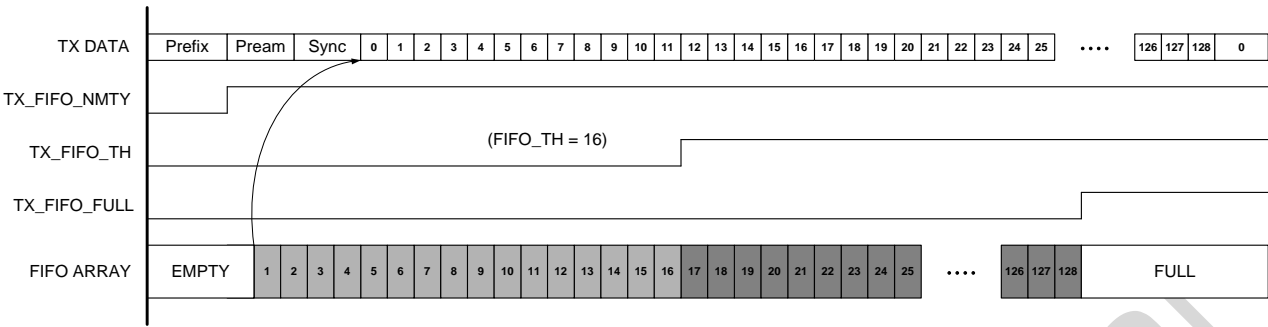 TX DATA Prefix Pream Sync 0 1 2 3 4 5 6 7 8 9 10 11 12 13 14 15 16 17 18 19 20 21 22 23 24 25 .... 126 127 128 0
TX_FIFO_NMTY
(FIFO_TH = 16)
TX_FIFO_TH
TX_FIFO_FULL
FIFO ARRAY EMPTY 1 2 3 4 5 6 7 8 9 10 11 12 13 14 15 16 17 18 19 20 21 22 23 24 25 .... 126 127 128 FULL